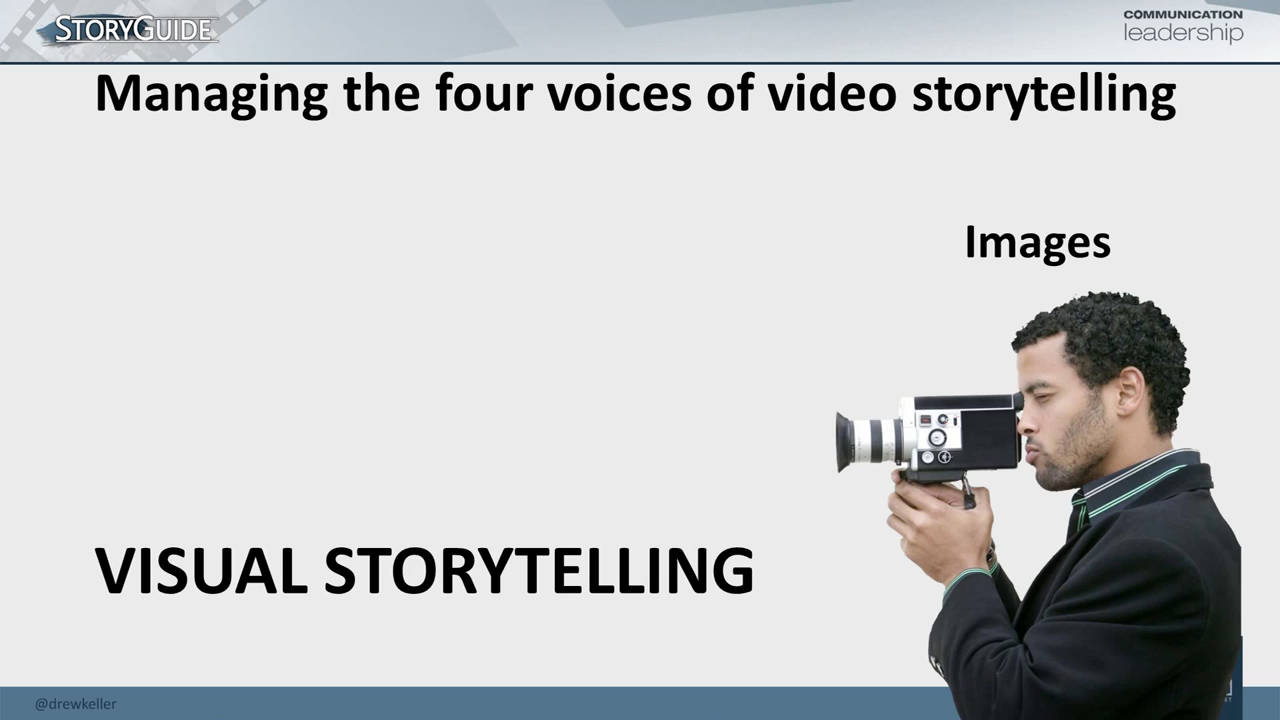 STORYGUIDE
COMMUNICATION
leadership
Managing the four voices of video storytelling
Images
VISUAL STORYTELLING
@drewkeller